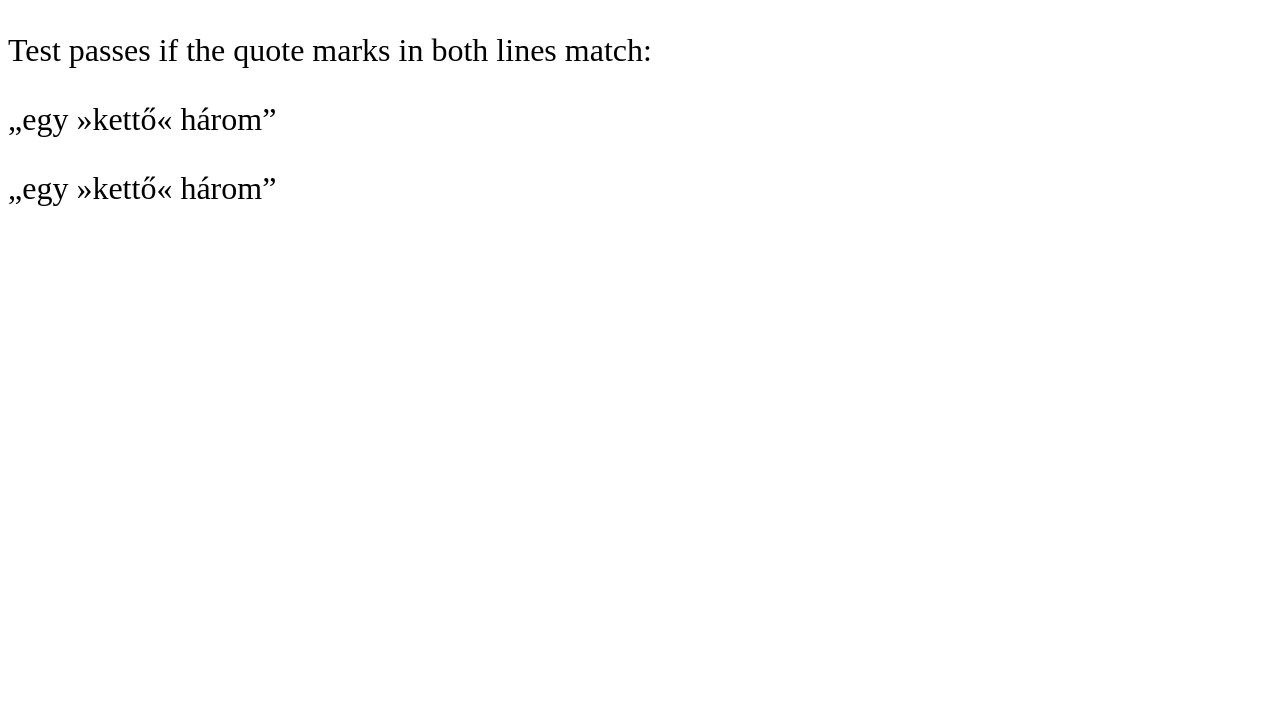 Test passes if the quote marks in both lines match:
„egy »kettő« három”
„egy »kettő« három”